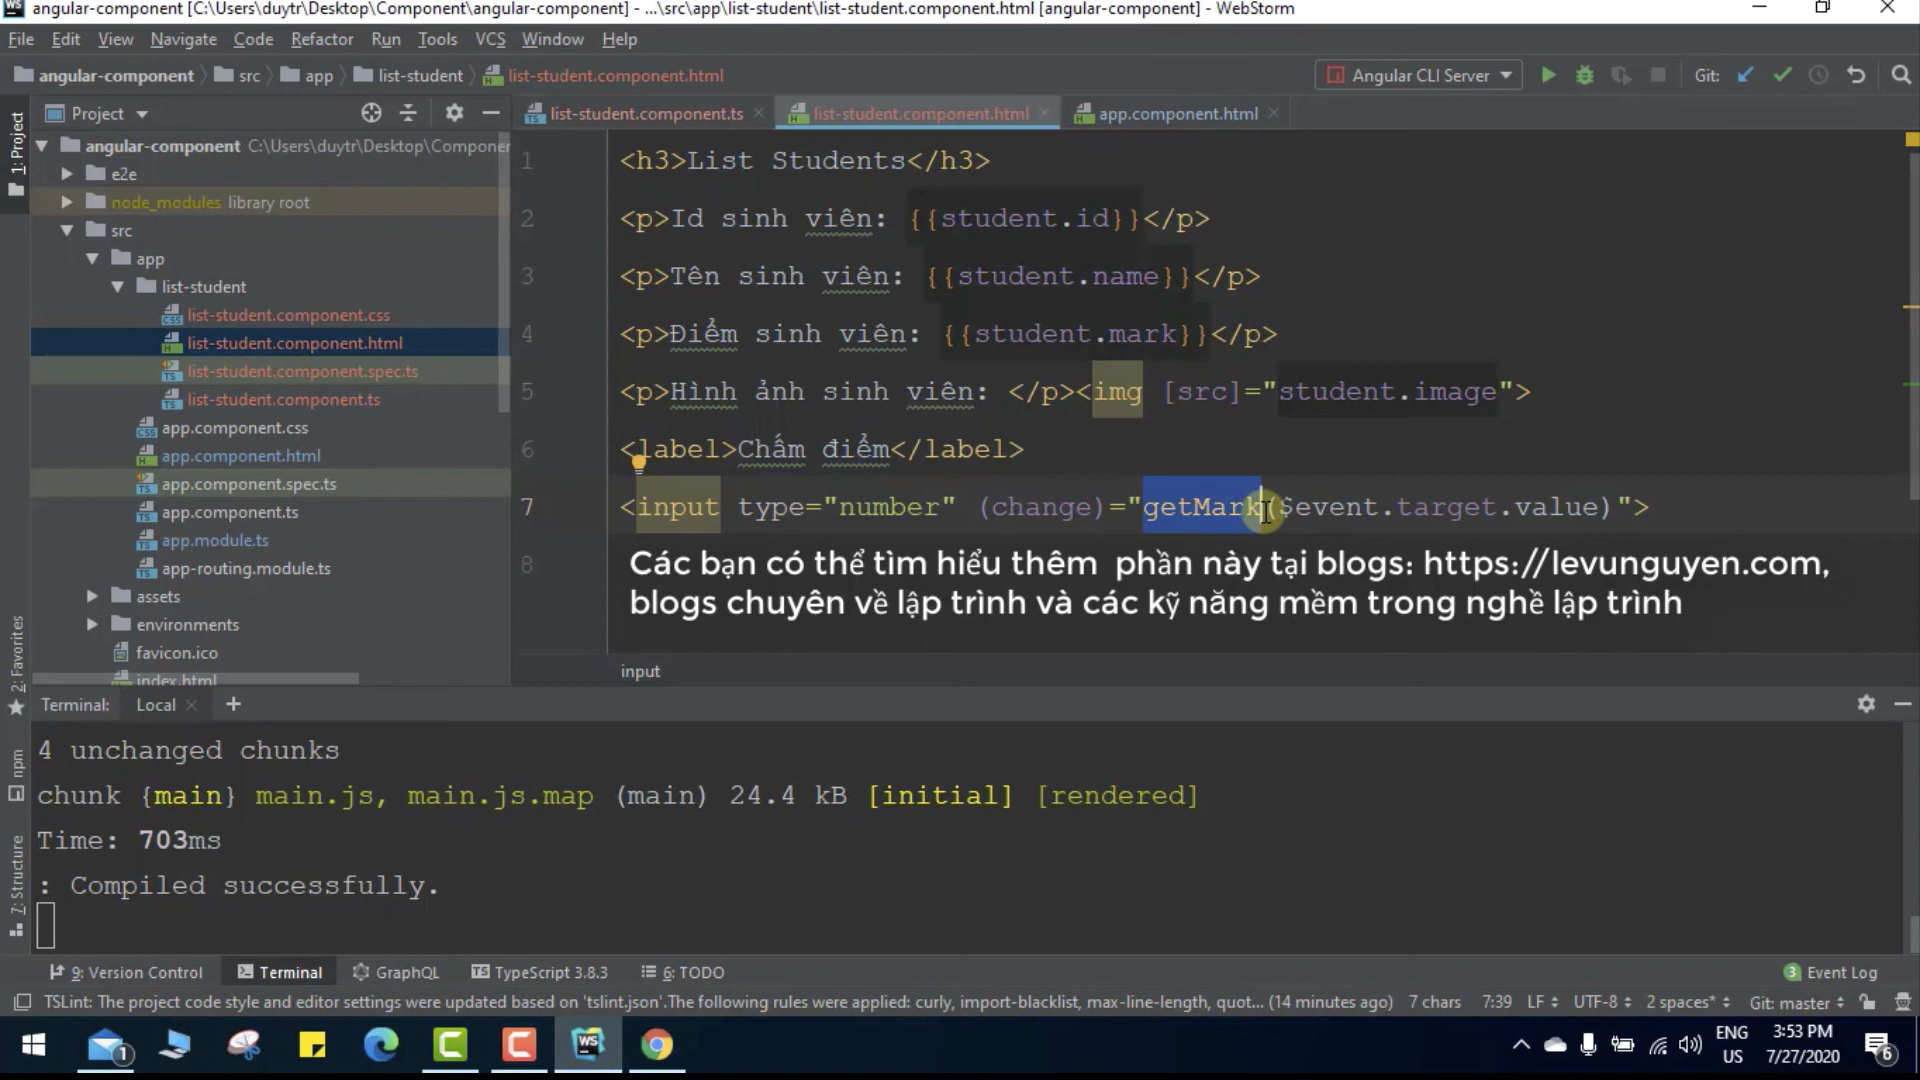 angular-component [C:\Users\duytr\Desktop\Component\angular-component] - ...\src\app\list-student\list-student.component.html [angular-component] - WebStorm
File Edit View Navigate Code Refactor Run Tools VCS Window Help
angular-component src app list-student list-student.component.html Angular CLI Server Git:
Project list-student.component.ts list-student.component.html app.component.html
1: Project
angular-component C:\Users\duytr\Desktop\Componen
e2e
node_modules library root
src
app
list-student
list-student.component.css
list-student.component.html
list-student.component.spec.ts
list-student.component.ts
app.component.css
app.component.html
app.component.spec.ts
app.component.ts
app.module.ts
app-routing.module.ts
assets
environments
favicon.ico
index.html
1 <h3>List Students</h3>
2 <p>Id sinh viên: {{student.id}}</p>
3 <p>Tên sinh viên: {{student.name}}</p>
4 <p>Điểm sinh viên: {{student.mark}}</p>
5 <p>Hình ảnh sinh viên: </p><img [src]="student.image">
6 <label>Chấm điểm</label>
7 <input type="number" (change)="getMark($event.target.value)">
8
Các bạn có thể tìm hiểu thêm phần này tại blogs: https://levunguyen.com,
blogs chuyên về lập trình và các kỹ năng mềm trong nghề lập trình
input
2: Favorites
npm
7: Structure
Terminal: Local
4 unchanged chunks
chunk {main} main.js, main.js.map (main) 24.4 kB [initial] [rendered]
Time: 703ms
: Compiled successfully.
9: Version Control Terminal GraphQL TypeScript 3.8.3 6: TODO 3 Event Log
TSLint: The project code style and editor settings were updated based on 'tslint.json'.The following rules were applied: curly, import-blacklist, max-line-length, quot... (14 minutes ago) 7 chars 7:39 LF UTF-8 2 spaces* Git: master
1 WS ENG 3:53 PM
US 7/27/2020 6